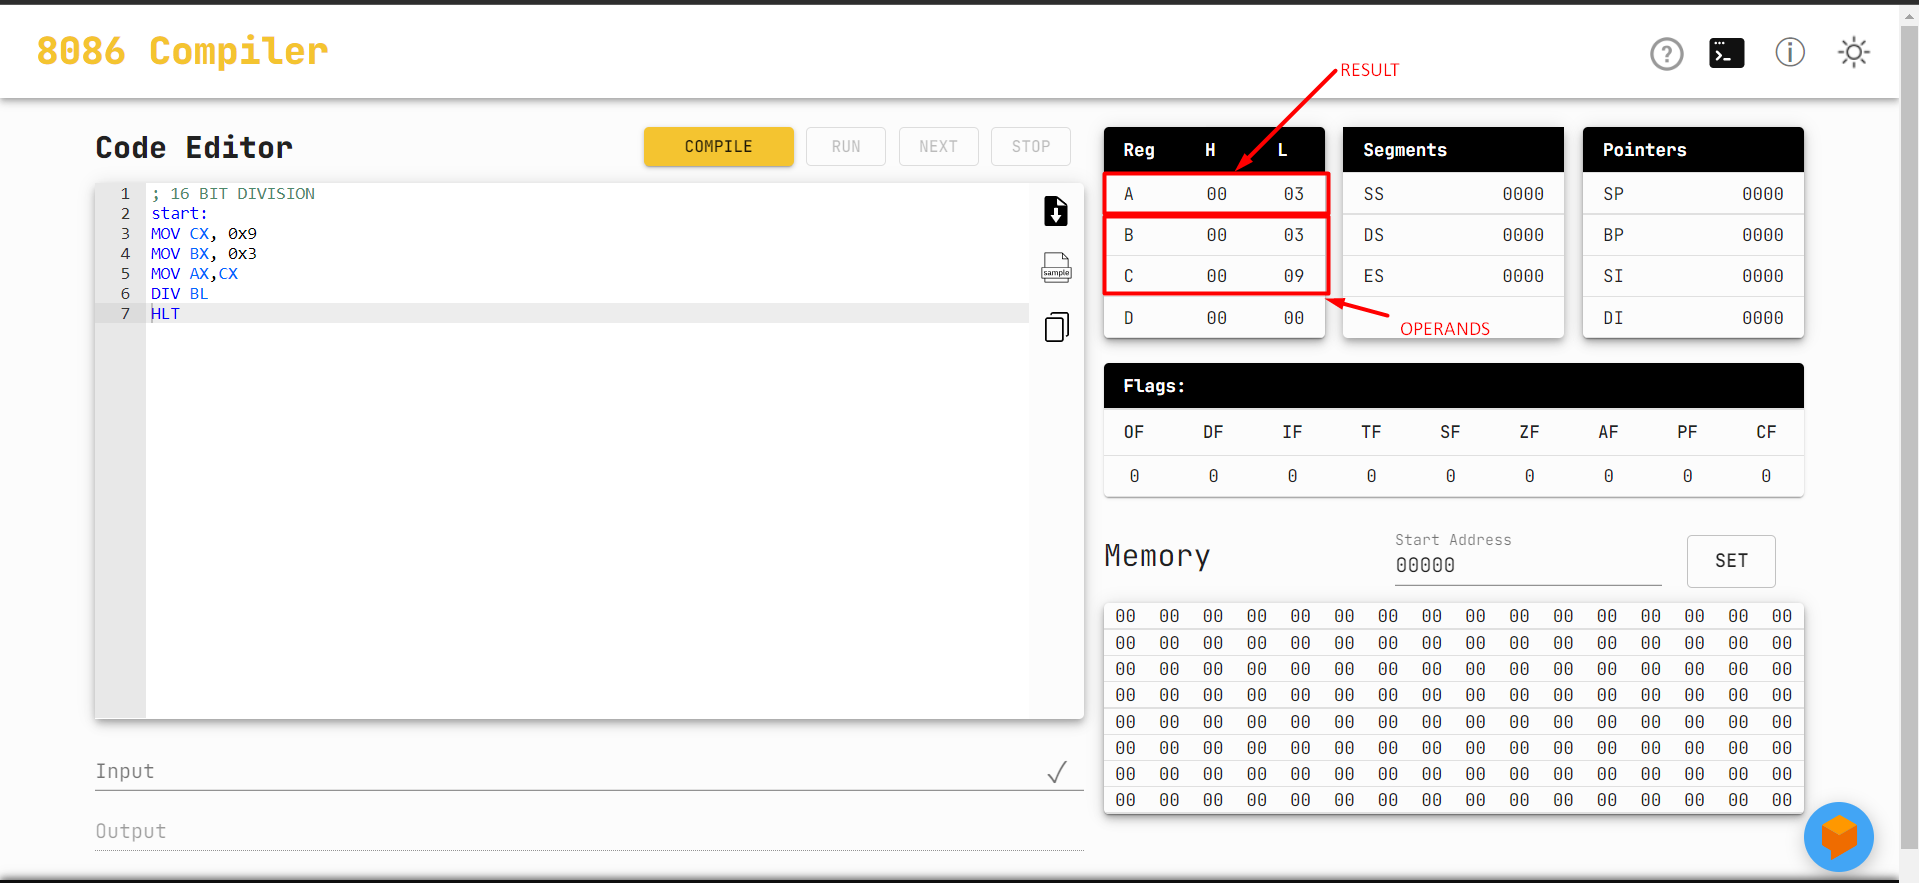 8086 Compiler
RESULT
Code Editor
COMPILE
RUN
NEXT
STOP
1 ; 16 BIT DIVISION
2 start:
3 MOV CX, 0x9
4 MOV BX, 0x3
5 MOV AX,CX
6 DIV BL
7 HLT
sample
Reg H L
A 00 03
B 00 03
C 00 09
D 00 00
Segments
SS 0000
DS 0000
ES 0000
OPERANDS
Pointers
SP 0000
BP 0000
SI 0000
DI 0000
Flags:
OF DF IF TF SF ZF AF PF CF
0 0 0 0 0 0 0 0 0
Memory
Start Address
00000
SET
00 00 00 00 00 00 00 00 00 00 00 00 00 00 00 00
00 00 00 00 00 00 00 00 00 00 00 00 00 00 00 00
00 00 00 00 00 00 00 00 00 00 00 00 00 00 00 00
00 00 00 00 00 00 00 00 00 00 00 00 00 00 00 00
00 00 00 00 00 00 00 00 00 00 00 00 00 00 00 00
00 00 00 00 00 00 00 00 00 00 00 00 00 00 00 00
00 00 00 00 00 00 00 00 00 00 00 00 00 00 00 00
00 00 00 00 00 00 00 00 00 00 00 00 00 00 00 00
Input
Output